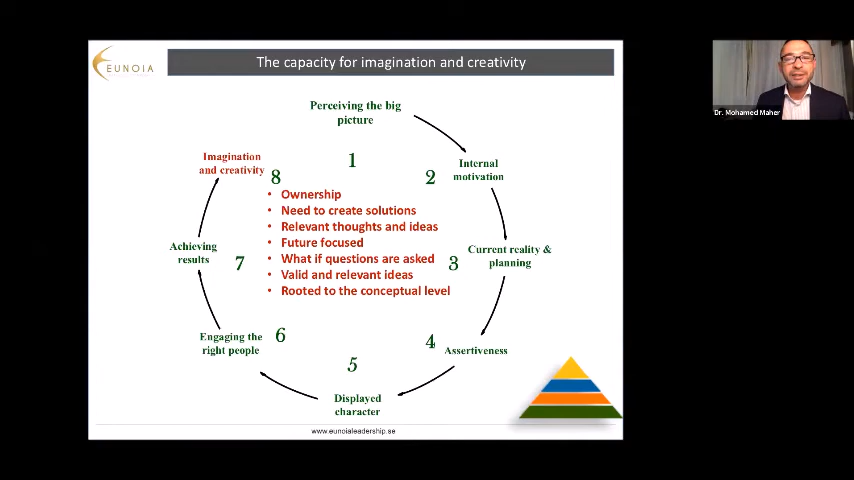 EUNOIA
The capacity for imagination and creativity
Dr. Mohamed Maher
Perceiving the big
picture
1
2
Internal
motivation
3
Current reality &
planning
4
Assertiveness
5
Displayed
character
6
Engaging the
right people
7
Achieving
results
8
Imagination
and creativity
• Ownership
• Need to create solutions
• Relevant thoughts and ideas
• Future focused
• What if questions are asked
• Valid and relevant ideas
• Rooted to the conceptual level
www.eunoialeadership.se